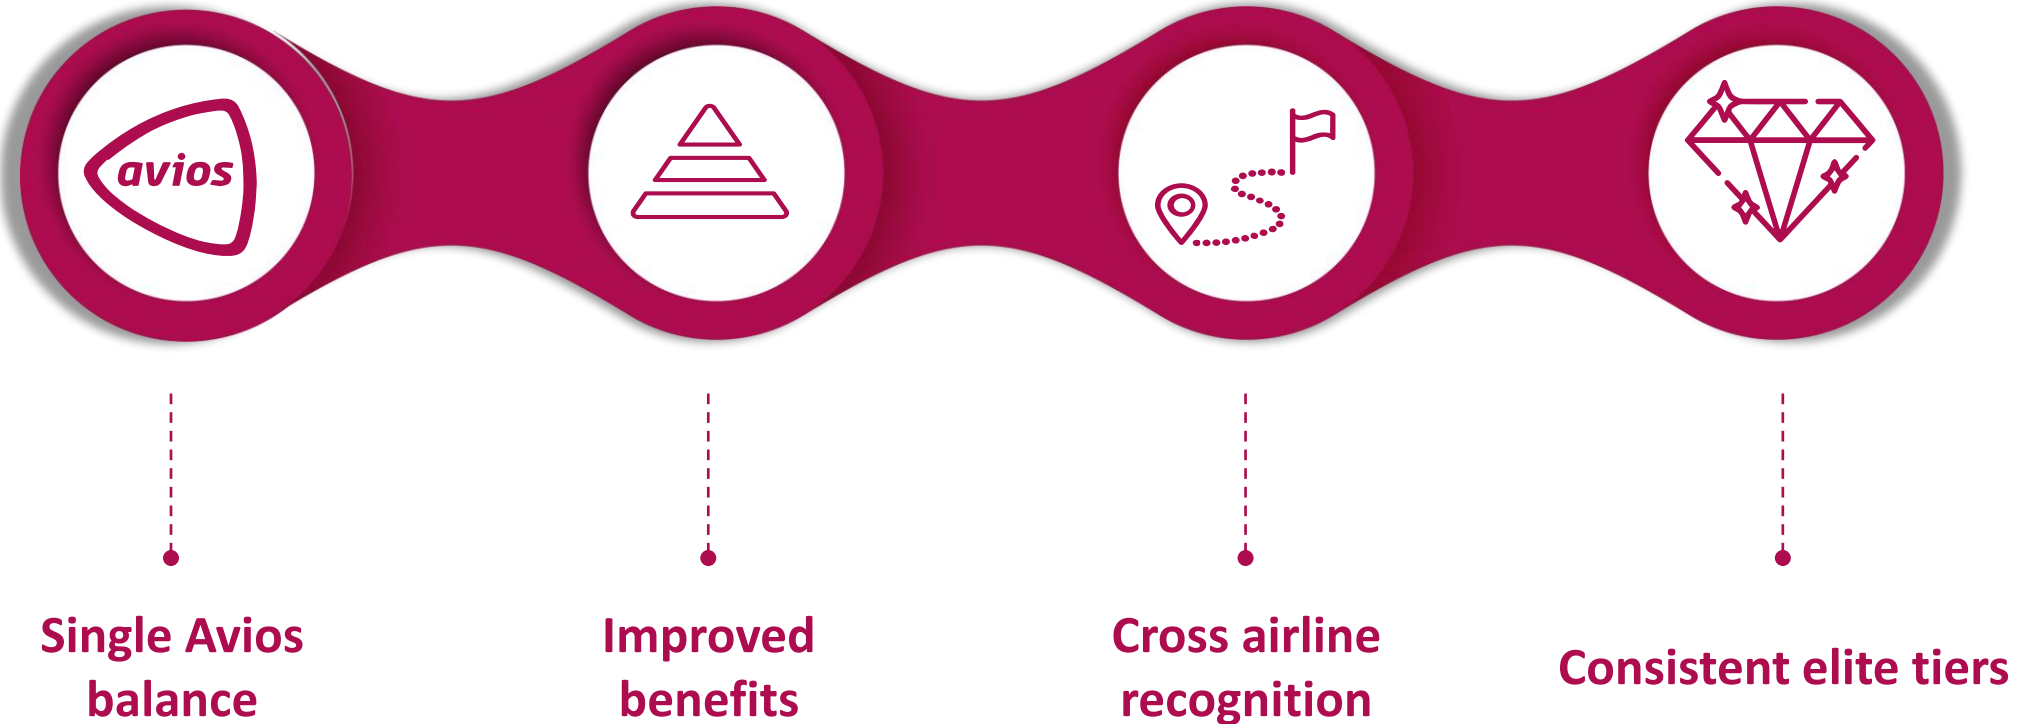 avios
Single Avios
balance
Improved
benefits
Cross airline
recognition
Consistent elite tiers